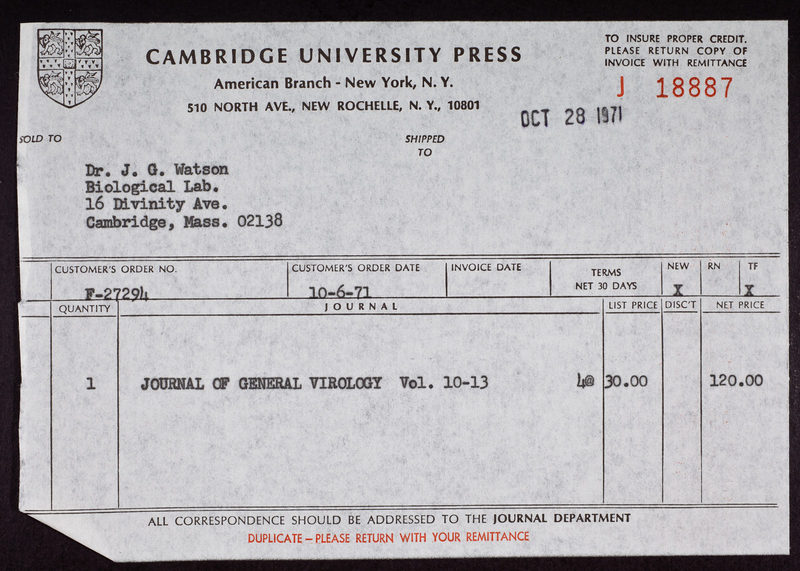 CAMBRIDGE UNIVERSITY PRESS
American Branch - New York, N. Y.
510 NORTH AVE., NEW ROCHELLE, N. Y., 10801
TO INSURE PROPER CREDIT.
PLEASE RETURN COPY OF
INVOICE WITH REMITTANCE
J 18887
OCT 28 1971
SOLD TO
SHIPPED
TO
Dr. J. G. Watson
Biological Lab.
16 Divinity Ave.
Cambridge, Mass. 02138
CUSTOMER'S ORDER NO. CUSTOMER'S ORDER DATE INVOICE DATE TERMS NEW RN TF
NET 30 DAYS
F-27294 10-6-71 X X
QUANTITY JOURNAL LIST PRICE DISC'T NET PRICE
1 JOURNAL OF GENERAL VIROLOGY Vol. 10-13 4@ 30.00 120.00
ALL CORRESPONDENCE SHOULD BE ADDRESSED TO THE JOURNAL DEPARTMENT
DUPLICATE – PLEASE RETURN WITH YOUR REMITTANCE